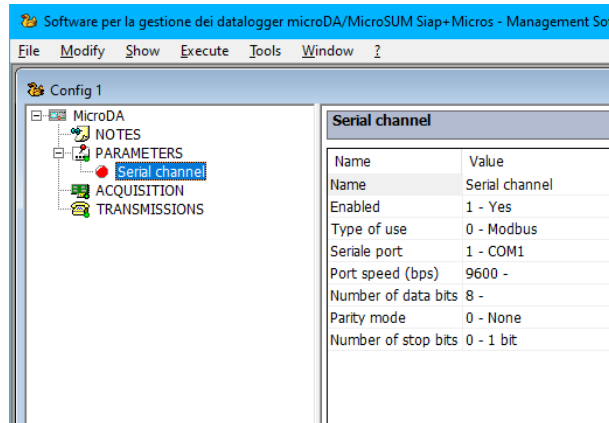 Software per la gestione dei datalogger microDA/MicroSUM Siap+Micros - Management So
File Modify Show Execute Tools Window ?
Config 1
MicroDA
NOTES
PARAMETERS
Serial channel
ACQUISITION
TRANSMISSIONS
Serial channel
Name Value
Name Serial channel
Enabled 1 - Yes
Type of use 0 - Modbus
Seriale port 1 - COM1
Port speed (bps) 9600 -
Number of data bits 8 -
Parity mode 0 - None
Number of stop bits 0 - 1 bit